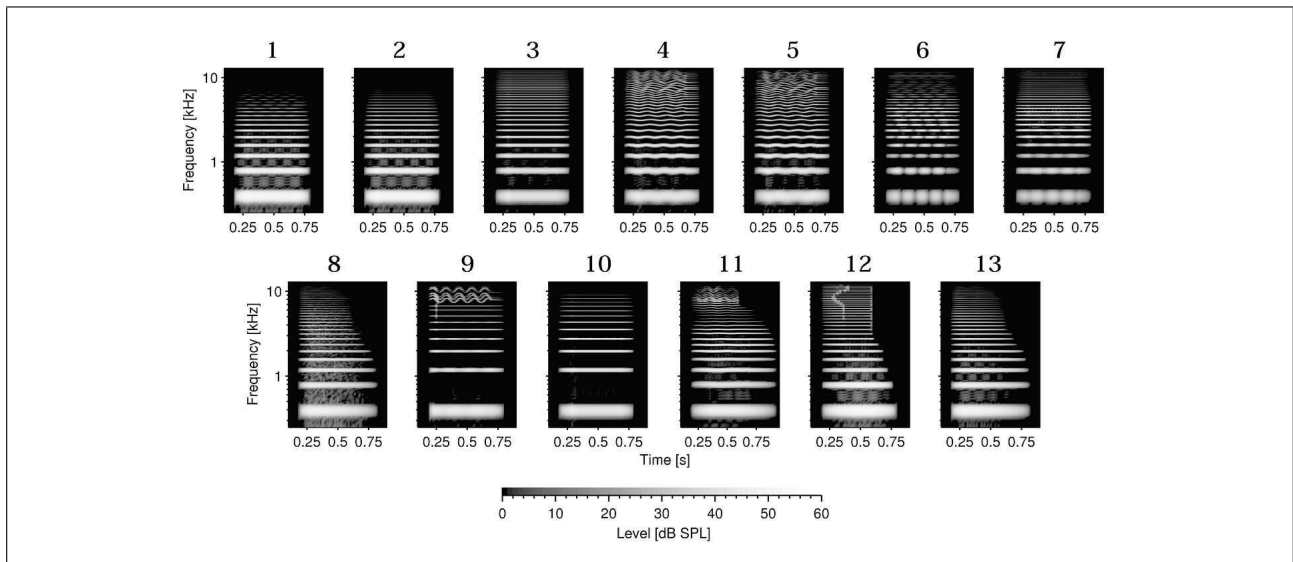 1 2 3 4 5 6 7
10
1
Frequency [kHz]
0.25 0.5 0.75 0.25 0.5 0.75 0.25 0.5 0.75 0.25 0.5 0.75 0.25 0.5 0.75 0.25 0.5 0.75 0.25 0.5 0.75
8 9 10 11 12 13
10
1
Frequency [kHz]
0.25 0.5 0.75 0.25 0.5 0.75 0.25 0.5 0.75 0.25 0.5 0.75 0.25 0.5 0.75 0.25 0.5 0.75
Time [s]
0 10 20 30 40 50 60
Level [dB SPL]